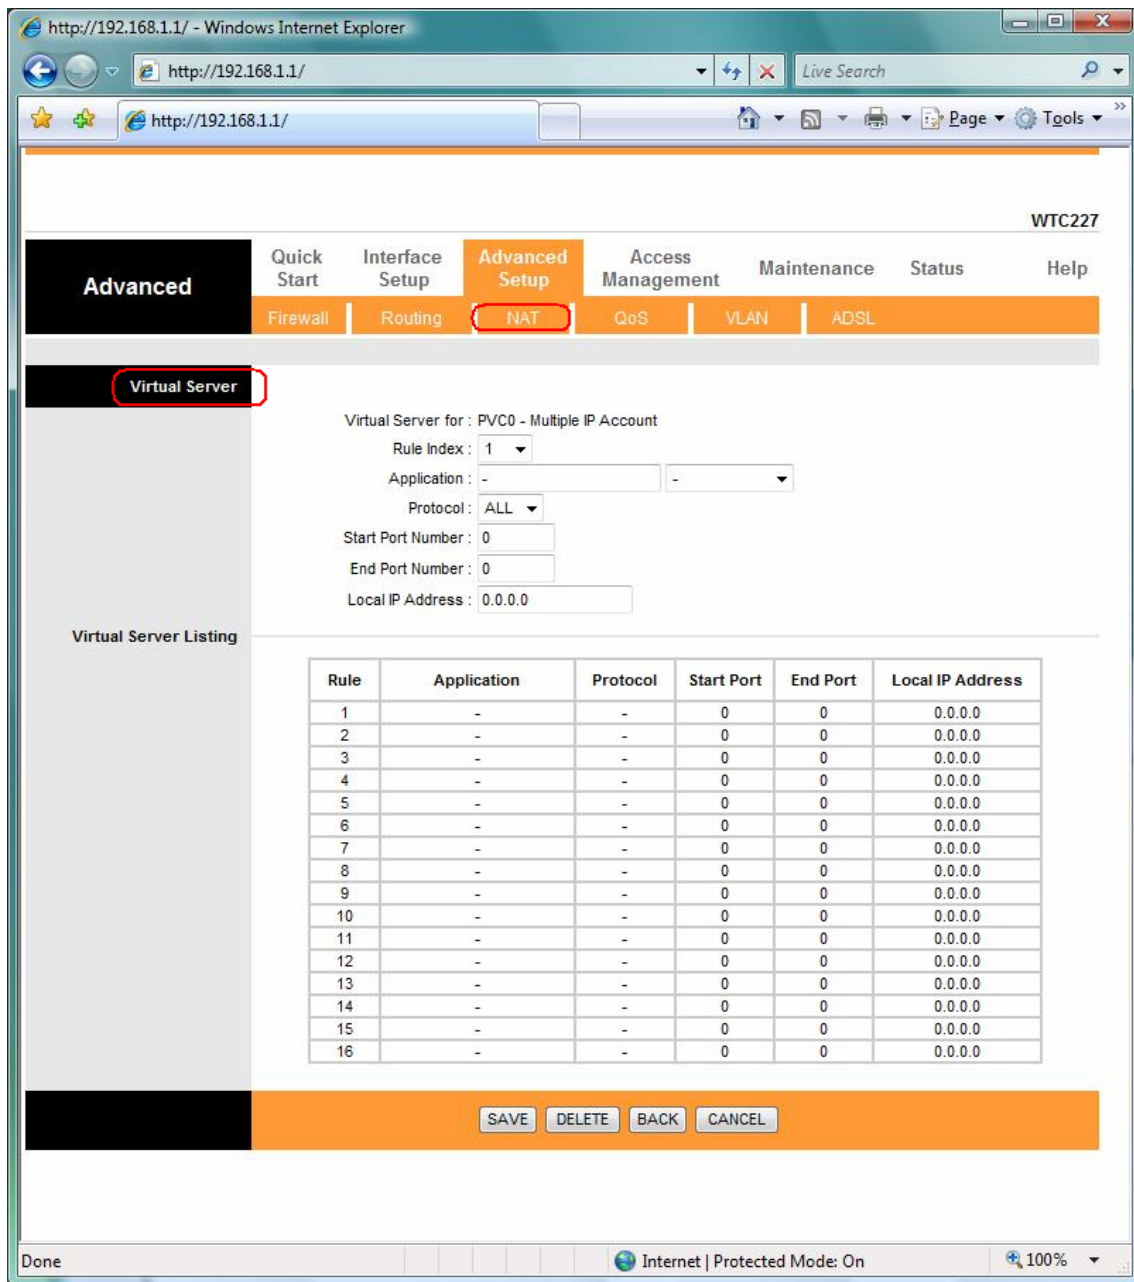 http://192.168.1.1/ - Windows Internet Explorer
http://192.168.1.1/
Live Search
http://192.168.1.1/
Page
Tools
WTC227
Advanced
Quick Start
Interface Setup
Advanced Setup
Access Management
Maintenance
Status
Help
Firewall
Routing
NAT
QoS
VLAN
ADSL
Virtual Server
Virtual Server for : PVC0 - Multiple IP Account
Rule Index : 1
Application : - -
Protocol : ALL
Start Port Number : 0
End Port Number : 0
Local IP Address : 0.0.0.0
Virtual Server Listing
Rule Application Protocol Start Port End Port Local IP Address
1 - - 0 0 0.0.0.0
2 - - 0 0 0.0.0.0
3 - - 0 0 0.0.0.0
4 - - 0 0 0.0.0.0
5 - - 0 0 0.0.0.0
6 - - 0 0 0.0.0.0
7 - - 0 0 0.0.0.0
8 - - 0 0 0.0.0.0
9 - - 0 0 0.0.0.0
10 - - 0 0 0.0.0.0
11 - - 0 0 0.0.0.0
12 - - 0 0 0.0.0.0
13 - - 0 0 0.0.0.0
14 - - 0 0 0.0.0.0
15 - - 0 0 0.0.0.0
16 - - 0 0 0.0.0.0
SAVE DELETE BACK CANCEL
Done
Internet | Protected Mode: On
100%